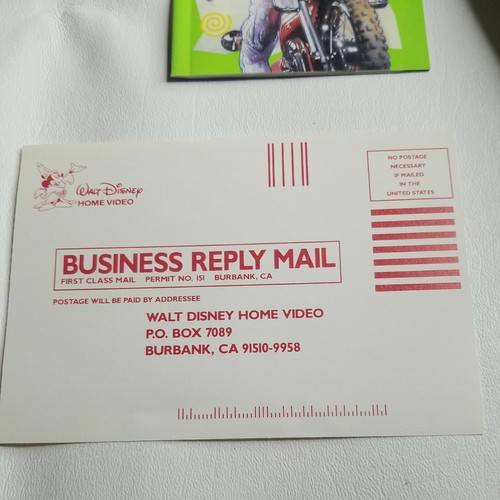 NO POSTAGE
NECESSARY
IF MAILED
IN THE
UNITED STATES
WALT DISNEY
HOME VIDEO
BUSINESS REPLY MAIL
FIRST CLASS MAIL PERMIT NO. 151 BURBANK, CA
POSTAGE WILL BE PAID BY ADDRESSEE
WALT DISNEY HOME VIDEO
P.O. BOX 7089
BURBANK, CA 91510-9958